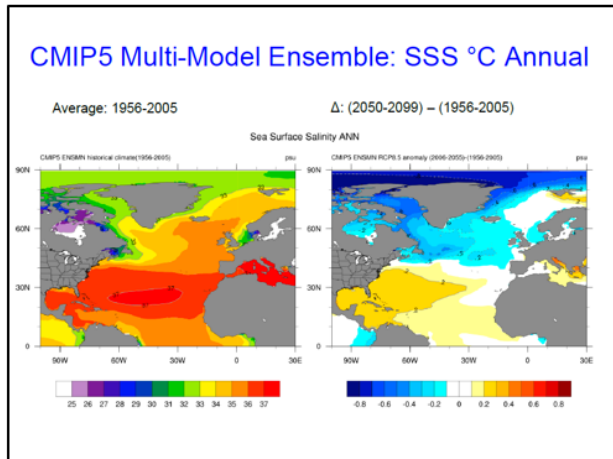 CMIP5 Multi-Model Ensemble: SSS °C Annual
Average: 1956-2005
Δ: (2050-2099) – (1956-2005)
Sea Surface Salinity ANN
CMIP5 ENSMN historical climate(1956-2005) psu
CMIP5 ENSMN RCP8.5 anomaly (2006-2055)-(1956-2005) psu
90N
60N
30N
0
90W 60W 30W 0 30E
90N
60N
30N
0
90W 60W 30W 0 30E
25 26 27 28 29 30 31 32 33 34 35 36 37
-0.8 -0.6 -0.4 -0.2 0 0.2 0.4 0.6 0.8